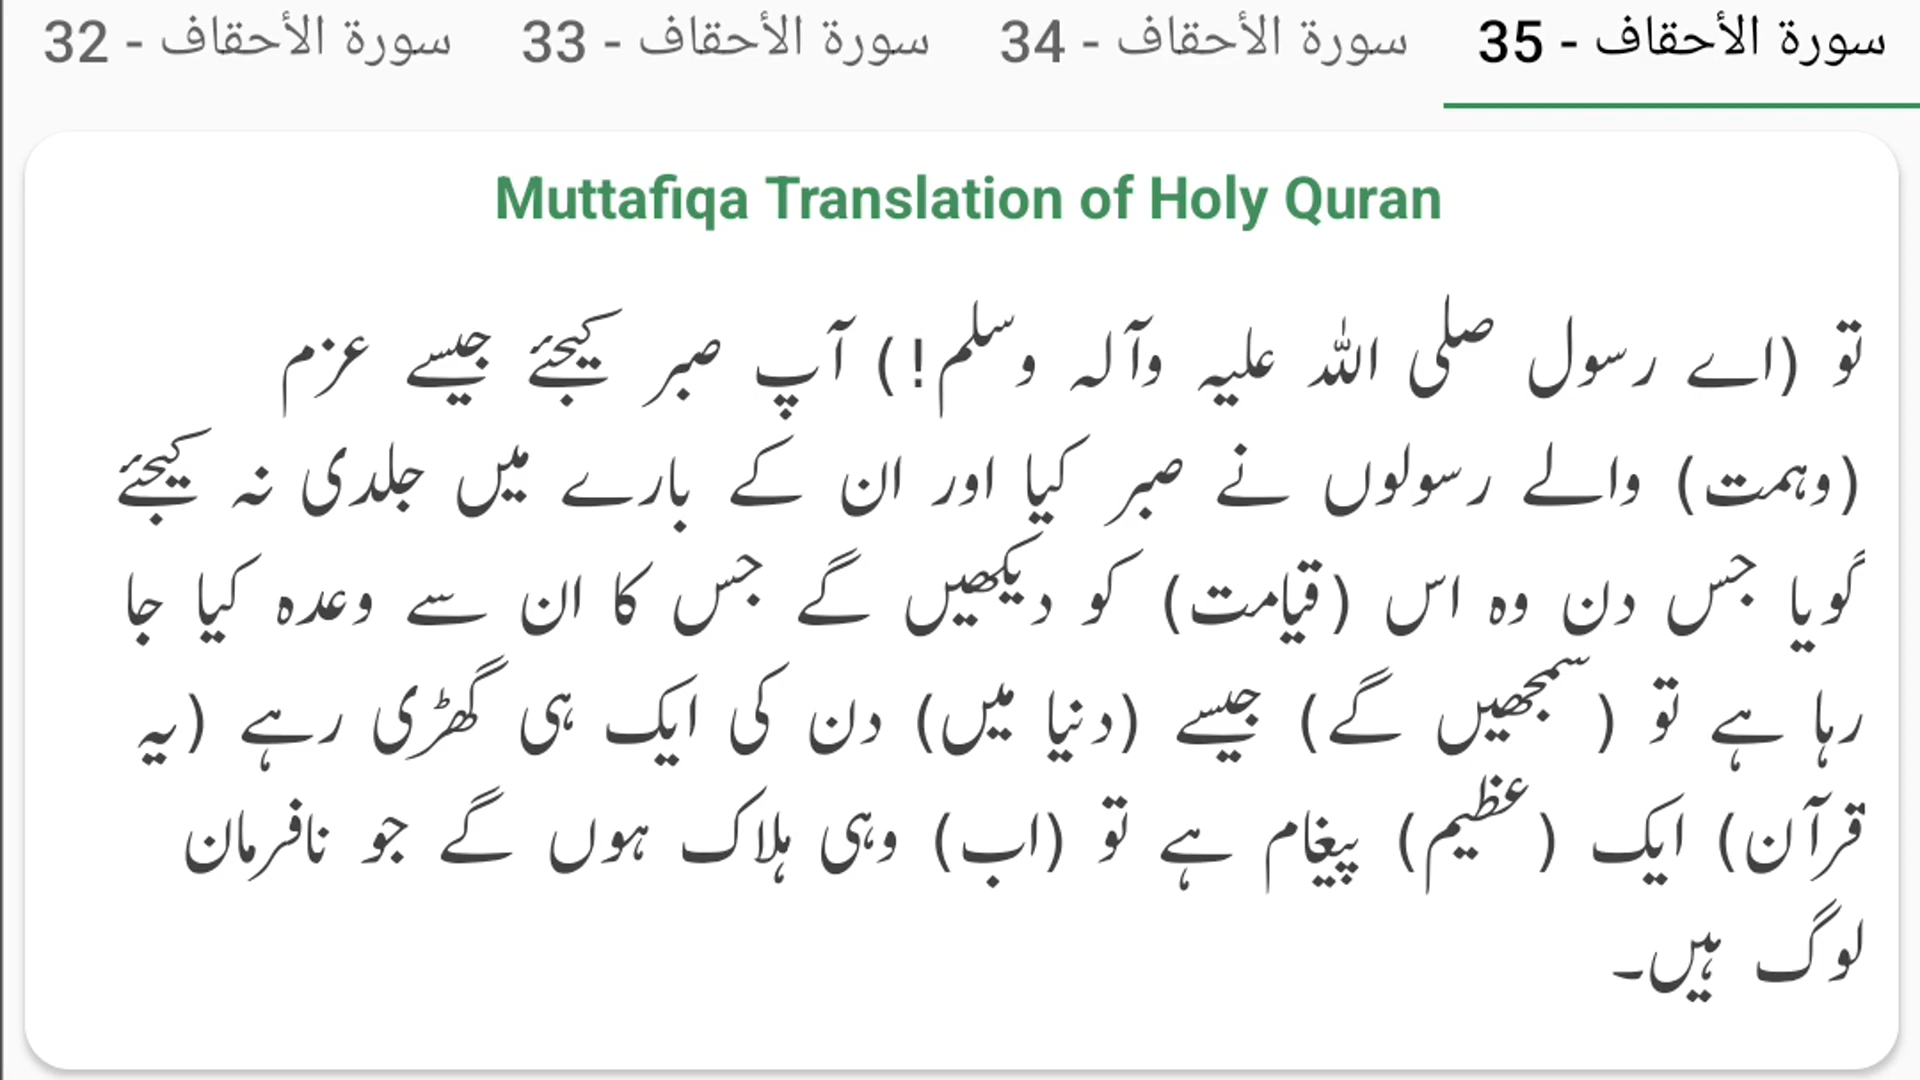 سورة الأحقاف - 35
سورة الأحقاف - 34
سورة الأحقاف - 33
سورة الأحقاف - 32
Muttafiqa Translation of Holy Quran
تو (اے رسول صلی اللہ علیہ وآلہ وسلم!) آپ صبر کیجئے جیسے عزم
(وہمت) والے رسولوں نے صبر کیا اور ان کے بارے میں جلدی نہ کیجئے
گویا جس دن وہ اس (قیامت) کو دیکھیں گے جس کا ان سے وعدہ کیا جا
رہا ہے تو (سمجھیں گے) جیسے (دنیا میں) دن کی ایک ہی گھڑی رہے (یہ
قرآن) ایک (عظیم) پیغام ہے تو (اب) وہی ہلاک ہوں گے جو نافرمان
لوگ ہیں۔